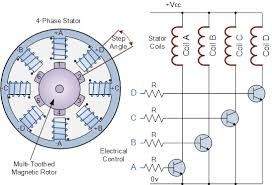 4-Phase Stator
Step
Angle
+A
+B
+C
+D
Multi-Toothed
Magnetic Rotor
Electrical
Control
+Vcc
Stator
Coils
Coil A
Coil B
Coil C
Coil D
D
R
C
R
B
R
A
R
0v